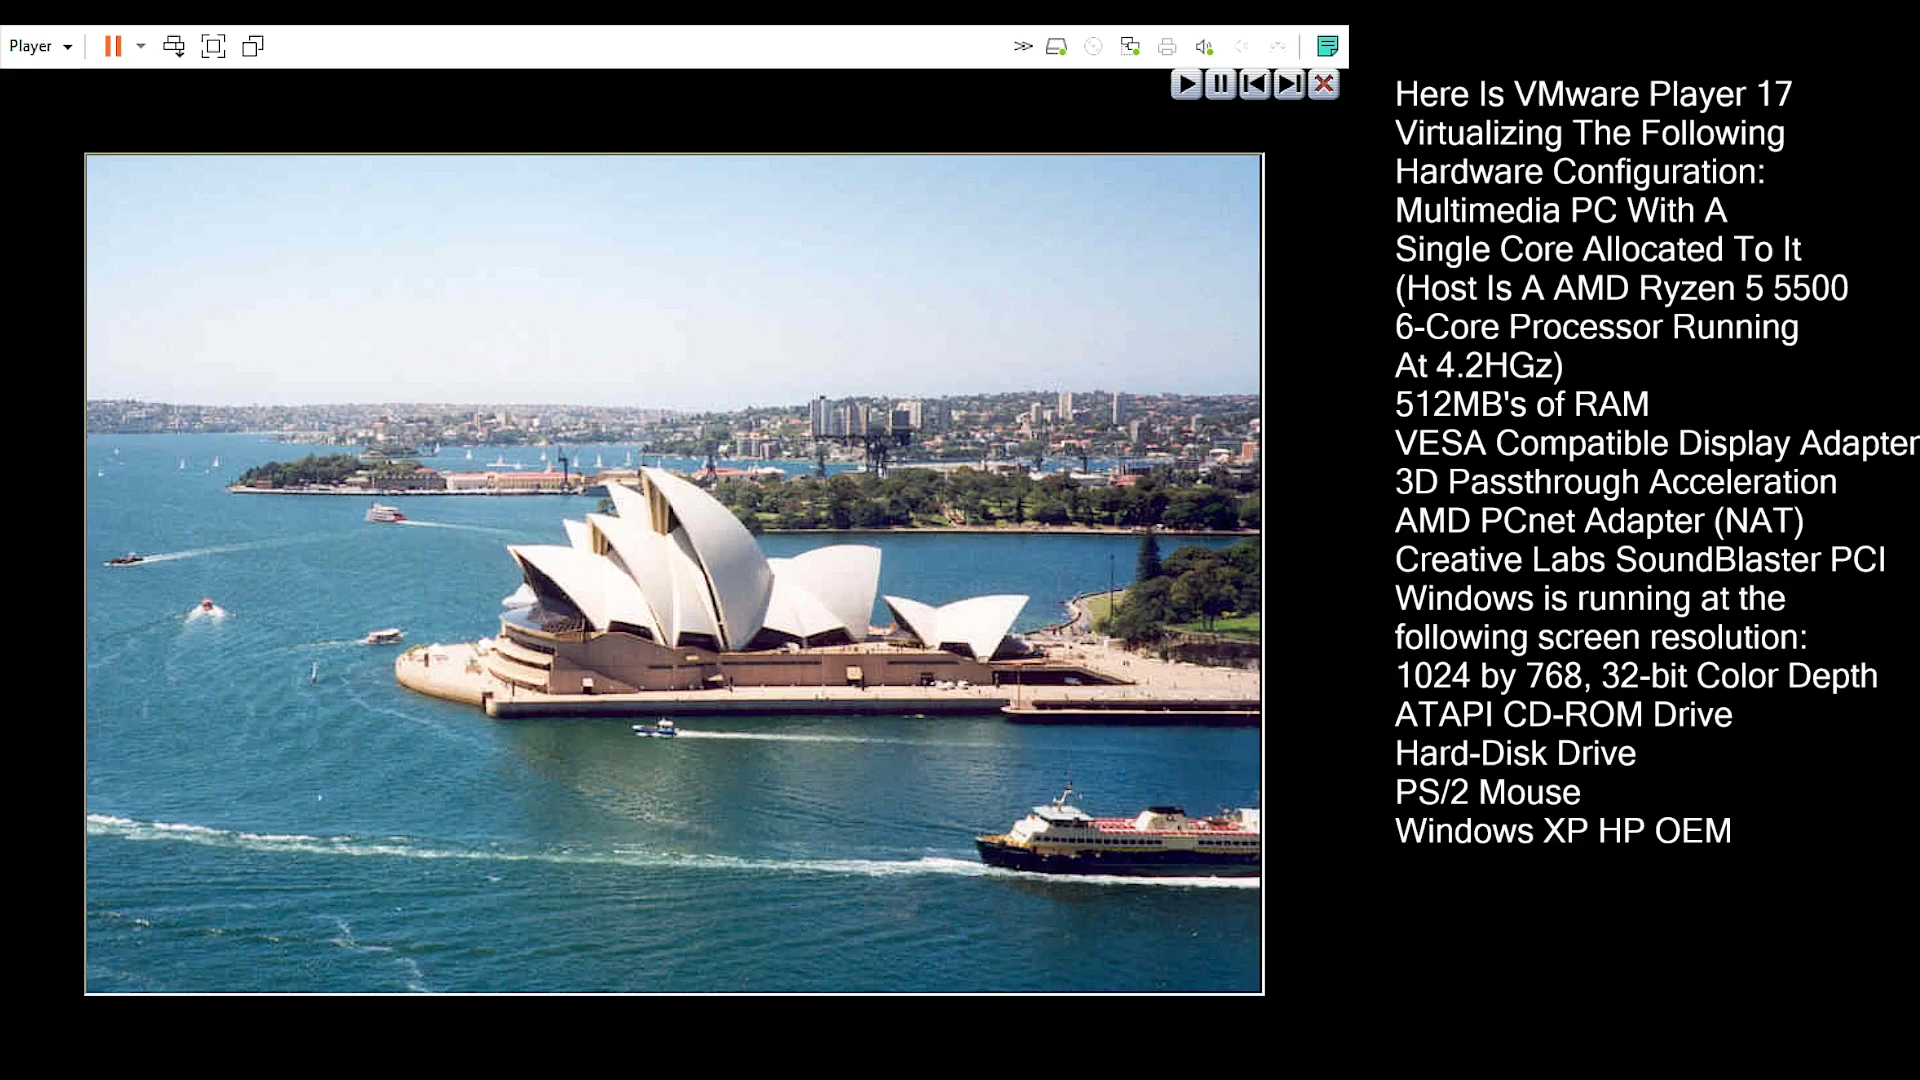 Player
Here Is VMware Player 17
Virtualizing The Following
Hardware Configuration:
Multimedia PC With A
Single Core Allocated To It
(Host Is A AMD Ryzen 5 5500
6-Core Processor Running
At 4.2HGz)
512MB's of RAM
VESA Compatible Display Adapter
3D Passthrough Acceleration
AMD PCnet Adapter (NAT)
Creative Labs SoundBlaster PCI
Windows is running at the
following screen resolution:
1024 by 768, 32-bit Color Depth
ATAPI CD-ROM Drive
Hard-Disk Drive
PS/2 Mouse
Windows XP HP OEM